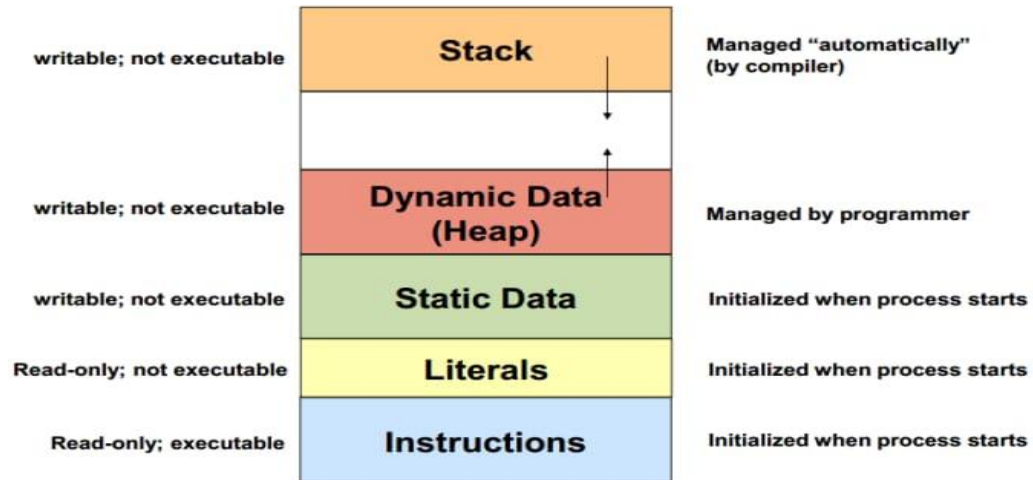 writable; not executable
Stack
Managed “automatically”
(by compiler)
writable; not executable
Dynamic Data
(Heap)
Managed by programmer
writable; not executable
Static Data
Initialized when process starts
Read-only; not executable
Literals
Initialized when process starts
Read-only; executable
Instructions
Initialized when process starts